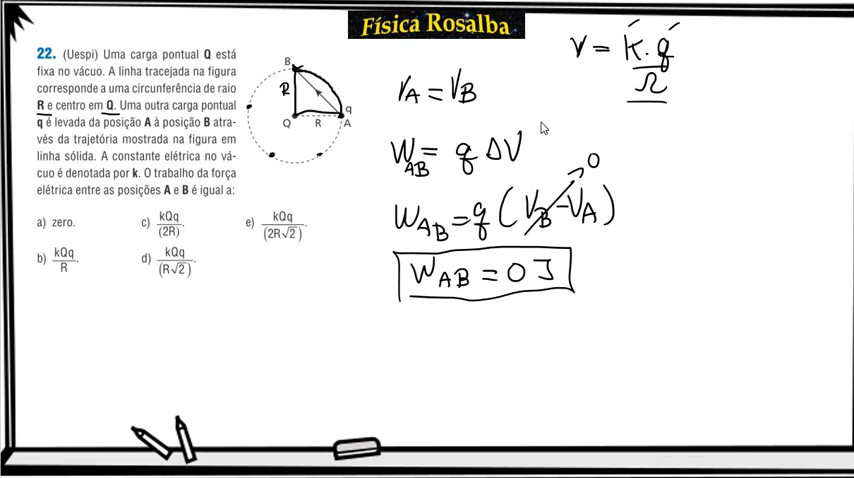 Física Rosalba
22. (Uespi) Uma carga pontual Q está
fixa no vácuo. A linha tracejada na figura
corresponde a uma circunferência de raio
R e centro em Q. Uma outra carga pontual
q é levada da posição A à posição B atra-
vés da trajetória mostrada na figura em
linha sólida. A constante elétrica no vá-
cuo é denotada por k. O trabalho da força
elétrica entre as posições A e B é igual a:
a) zero.
b) kQq/R.
c) kQq/(2R).
d) kQq/(R√2).
e) kQq/(2R√2).
B
R
q
Q R A
V = K.q/r
VA = VB
WAB = q ΔV
WAB = q (VB - VA) 0
WAB = 0 J